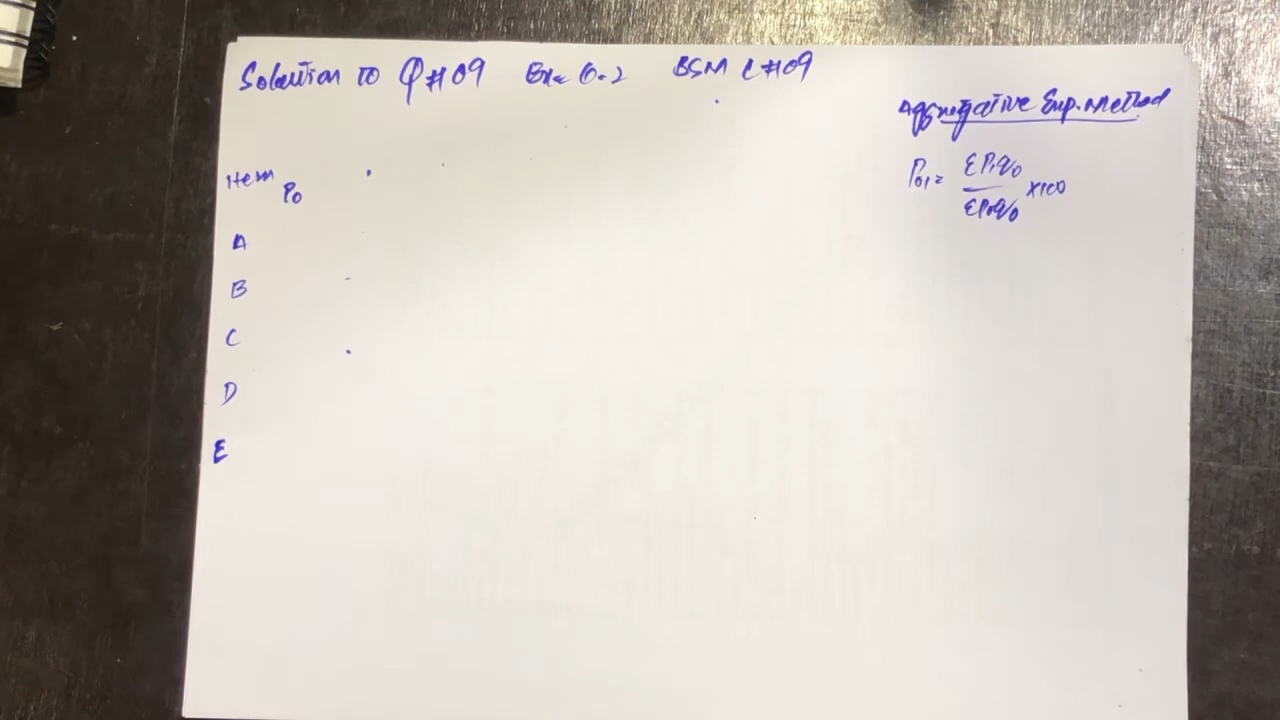 Solution to Q#09 Ex= 6.2 BSM L#09
Aggregative Exp. Method
P₀₁ = ΣP₁q₀ / ΣP₀q₀ ×100
Item P₀
A
B
C
D
E